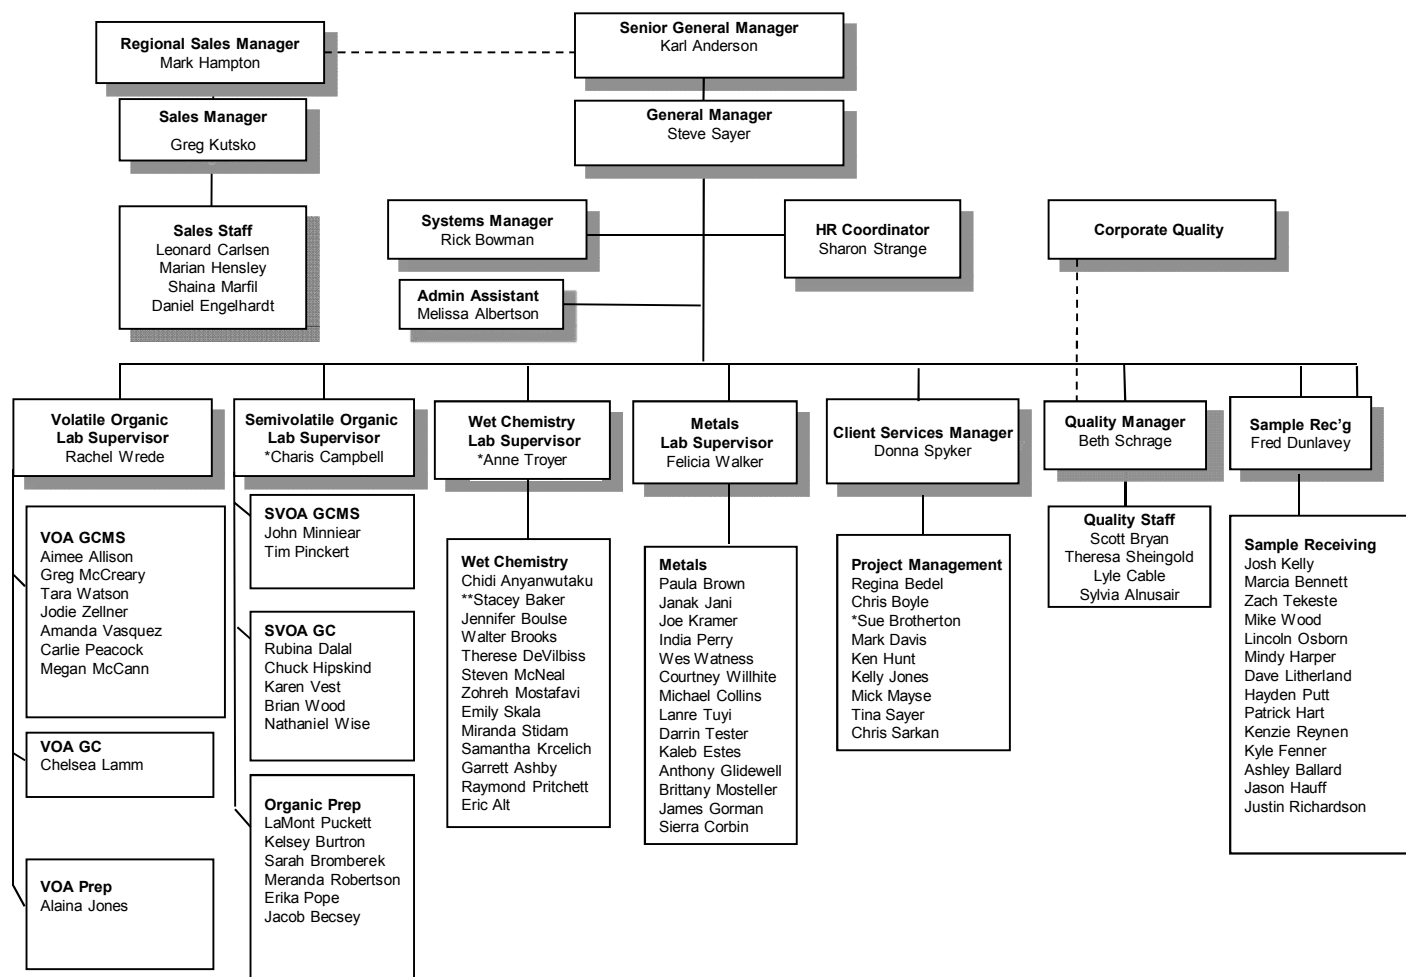 Regional Sales Manager
Mark Hampton
Senior General Manager
Karl Anderson
Sales Manager
Greg Kutsko
General Manager
Steve Sayer
Sales Staff
Leonard Carlsen
Marian Hensley
Shaina Marfil
Daniel Engelhardt
Systems Manager
Rick Bowman
HR Coordinator
Sharon Strange
Corporate Quality
Admin Assistant
Melissa Albertson
Volatile Organic
Lab Supervisor
Rachel Wrede
Semivolatile Organic
Lab Supervisor
*Charis Campbell
Wet Chemistry
Lab Supervisor
*Anne Troyer
Metals
Lab Supervisor
Felicia Walker
Client Services Manager
Donna Spyker
Quality Manager
Beth Schrage
Sample Rec’g
Fred Dunlavey
VOA GCMS
Aimee Allison
Greg McCreary
Tara Watson
Jodie Zellner
Amanda Vasquez
Carlie Peacock
Megan McCann
VOA GC
Chelsea Lamm
VOA Prep
Alaina Jones
SVOA GCMS
John Minniear
Tim Pinckert
SVOA GC
Rubina Dalal
Chuck Hipskind
Karen Vest
Brian Wood
Nathaniel Wise
Organic Prep
LaMont Puckett
Kelsey Burtron
Sarah Bromberek
Meranda Robertson
Erika Pope
Jacob Becsey
Wet Chemistry
Chidi Anyanwutaku
**Stacey Baker
Jennifer Boulse
Walter Brooks
Therese DeVilbiss
Steven McNeal
Zohreh Mostafavi
Emily Skala
Miranda Stidam
Samantha Krcelich
Garrett Ashby
Raymond Pritchett
Eric Alt
Metals
Paula Brown
Janak Jani
Joe Kramer
India Perry
Wes Watness
Courtney Willhite
Michael Collins
Lanre Tuyi
Darrin Tester
Kaleb Estes
Anthony Glidewell
Brittany Mosteller
James Gorman
Sierra Corbin
Project Management
Regina Bedel
Chris Boyle
*Sue Brotherton
Mark Davis
Ken Hunt
Kelly Jones
Mick Mayse
Tina Sayer
Chris Sarkan
Quality Staff
Scott Bryan
Theresa Sheingold
Lyle Cable
Sylvia Alnusair
Sample Receiving
Josh Kelly
Marcia Bennett
Zach Tekeste
Mike Wood
Lincoln Osborn
Mindy Harper
Dave Litherland
Hayden Putt
Patrick Hart
Kenzie Reynen
Kyle Fenner
Ashley Ballard
Jason Hauff
Justin Richardson